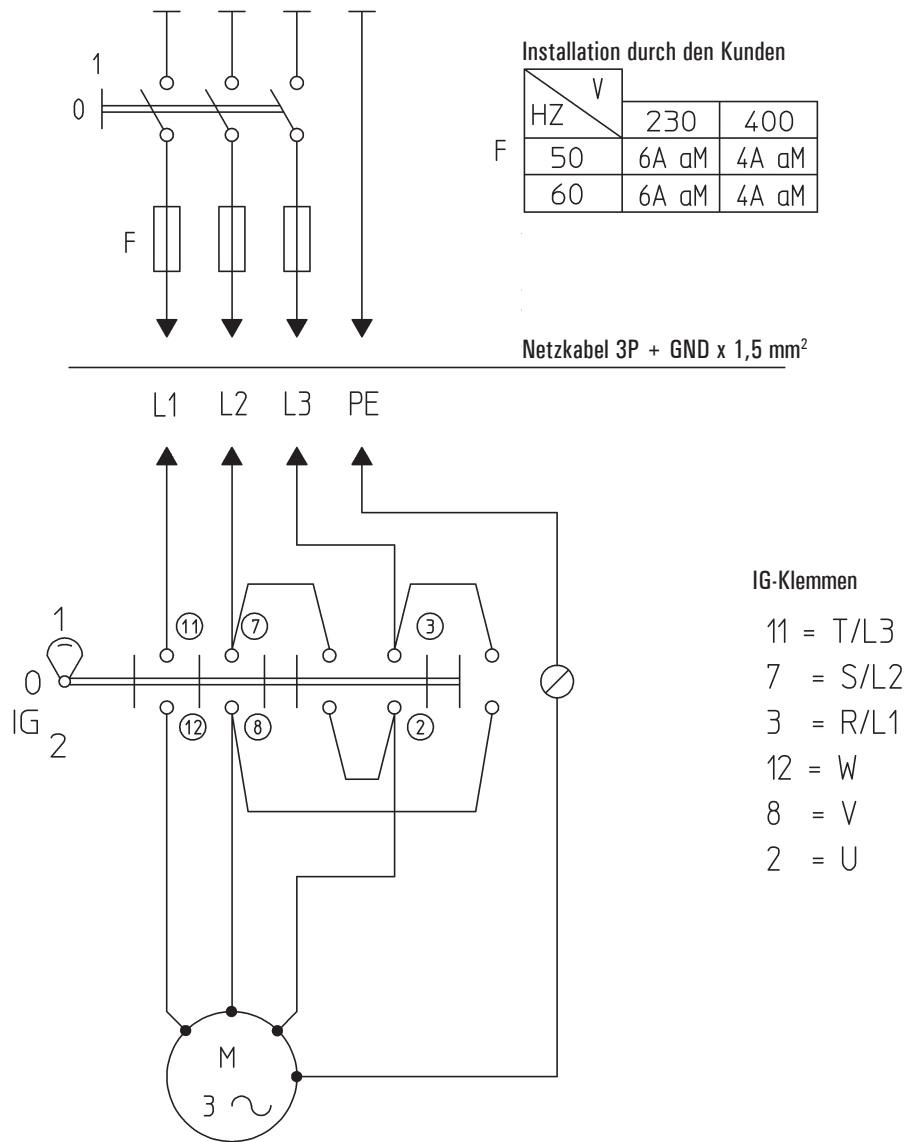 Installation durch den Kunden
1
0
V
HZ
230 400
F
50 6A aM 4A aM
60 6A aM 4A aM
F
Netzkabel 3P + GND x 1,5 mm²
L1 L2 L3 PE
IG-Klemmen
1
0
IG
2
11 7 3
12 8 2
11 = T/L3
7 = S/L2
3 = R/L1
12 = W
8 = V
2 = U
M
3